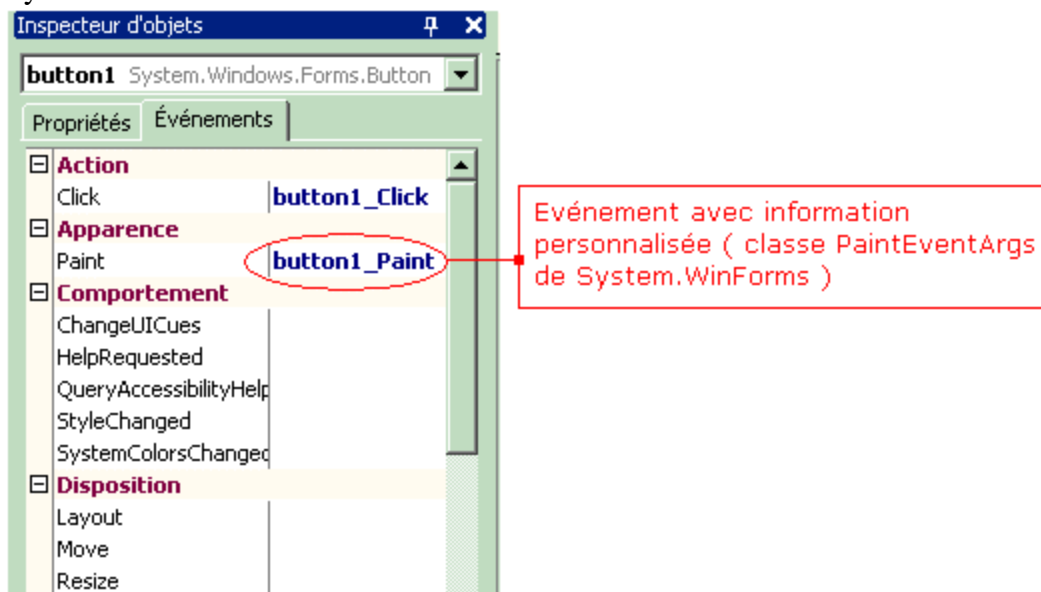 Inspecteur d'objets
button1 System.Windows.Forms.Button
Propriétés Événements
Action
Click button1_Click
Apparence
Paint button1_Paint
Evénement avec information
personnalisée ( classe PaintEventArgs
de System.WinForms )
Comportement
ChangeUICues
HelpRequested
QueryAccessibilityHelp
StyleChanged
SystemColorsChanged
Disposition
Layout
Move
Resize